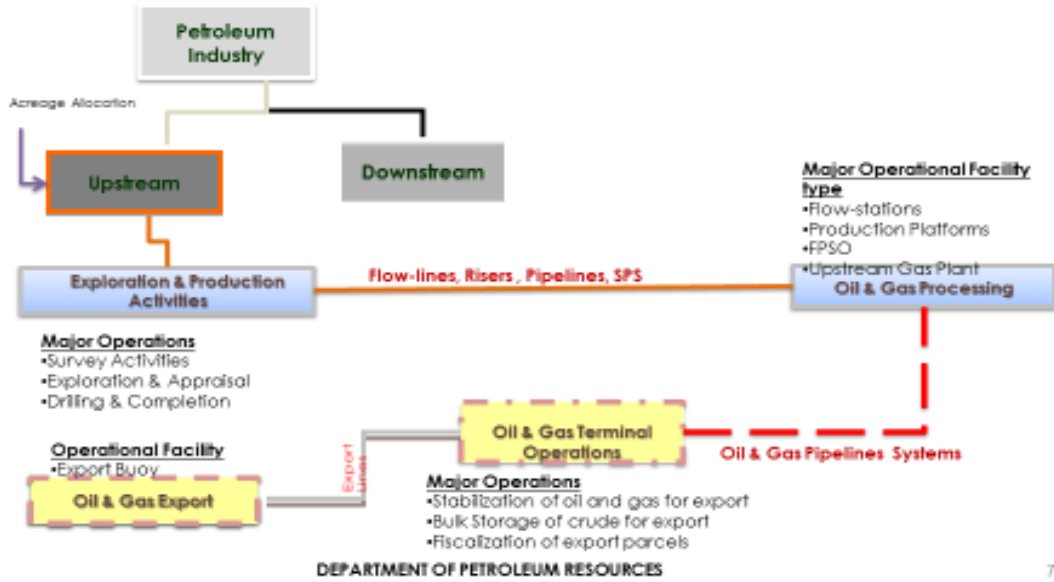 Petroleum
Industry
Acreage Allocation
Upstream
Downstream
Major Operational Facility
type
•Flow-stations
•Production Platforms
•FPSO
•Upstream Gas Plant
Exploration & Production
Activities
Flow-lines, Risers , Pipelines, SPS
Oil & Gas Processing
Major Operations
•Survey Activities
•Exploration & Appraisal
•Drilling & Completion
Oil & Gas Terminal
Operations
Oil & Gas Pipelines Systems
Operational Facility
•Export Buoy
Oil & Gas Export
Export
Lines
Major Operations
•Stabilization of oil and gas for export
•Bulk Storage of crude for export
•Fiscalization of export parcels
DEPARTMENT OF PETROLEUM RESOURCES
7